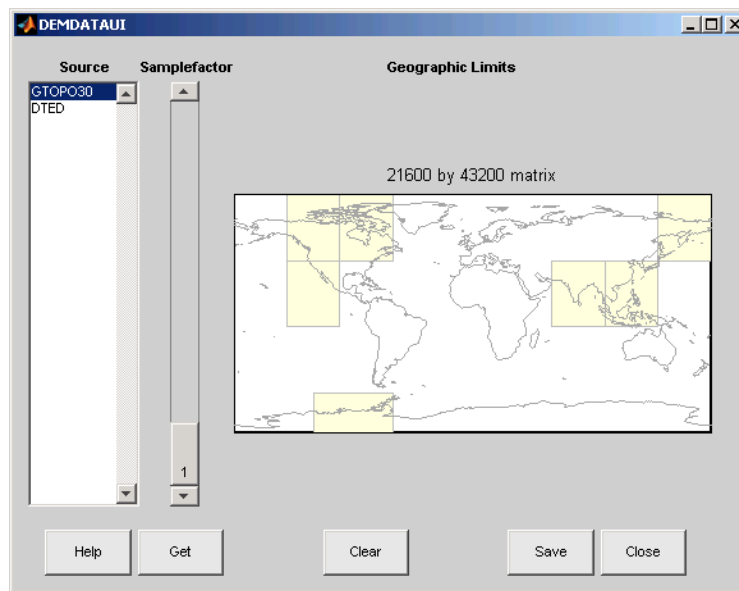 DEMDATAUI
Source Samplefactor Geographic Limits
GTOPO30
DTED
21600 by 43200 matrix
1
Help Get Clear Save Close